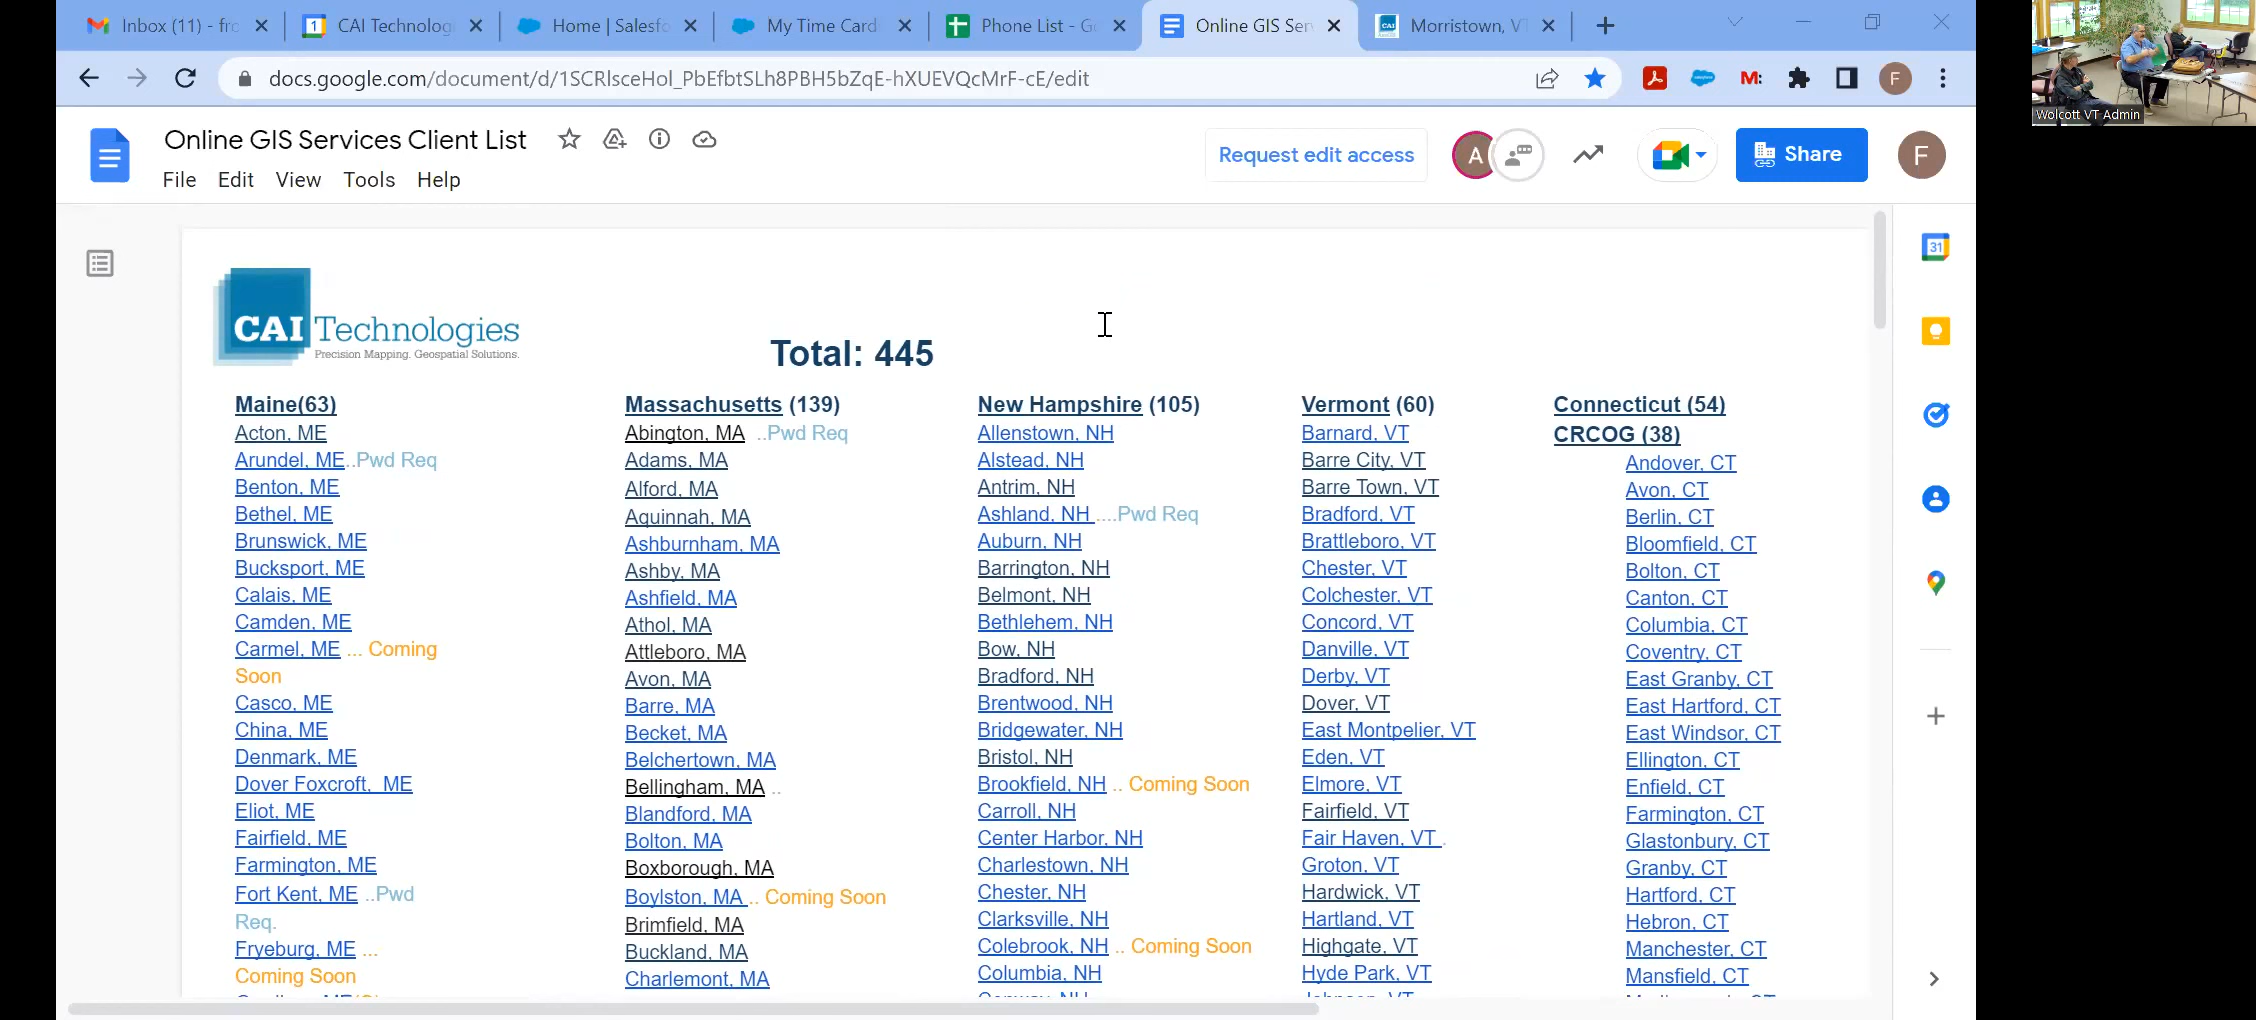 Inbox (11) - fro
CAI Technolog
Home | Salesfo
My Time Card
Phone List - Go
Online GIS Ser
Morristown, V
docs.google.com/document/d/1SCRlsceHol_PbEfbtSLh8PBH5bZqE-hXUEVQcMrF-cE/edit
Online GIS Services Client List
File Edit View Tools Help
Request edit access
A
Share
F
CAI Technologies
Precision Mapping. Geospatial Solutions.
Total: 445
Maine(63)
Acton, ME
Arundel, ME..Pwd Req
Benton, ME
Bethel, ME
Brunswick, ME
Bucksport, ME
Calais, ME
Camden, ME
Carmel, ME ... Coming
Soon
Casco, ME
China, ME
Denmark, ME
Dover Foxcroft, ME
Eliot, ME
Fairfield, ME
Farmington, ME
Fort Kent, ME ..Pwd
Req.
Fryeburg, ME ...
Coming Soon
Massachusetts (139)
Abington, MA ..Pwd Req
Adams, MA
Alford, MA
Aquinnah, MA
Ashburnham, MA
Ashby, MA
Ashfield, MA
Athol, MA
Attleboro, MA
Avon, MA
Barre, MA
Becket, MA
Belchertown, MA
Bellingham, MA ..
Blandford, MA
Bolton, MA
Boxborough, MA
Boylston, MA .. Coming Soon
Brimfield, MA
Buckland, MA
Charlemont, MA
New Hampshire (105)
Allenstown, NH
Alstead, NH
Antrim, NH
Ashland, NH ....Pwd Req
Auburn, NH
Barrington, NH
Belmont, NH
Bethlehem, NH
Bow, NH
Bradford, NH
Brentwood, NH
Bridgewater, NH
Bristol, NH
Brookfield, NH .. Coming Soon
Carroll, NH
Center Harbor, NH
Charlestown, NH
Chester, NH
Clarksville, NH
Colebrook, NH .. Coming Soon
Columbia, NH
Conway, NH
Vermont (60)
Barnard, VT
Barre City, VT
Barre Town, VT
Bradford, VT
Brattleboro, VT
Chester, VT
Colchester, VT
Concord, VT
Danville, VT
Derby, VT
Dover, VT
East Montpelier, VT
Eden, VT
Elmore, VT
Fairfield, VT
Fair Haven, VT .
Groton, VT
Hardwick, VT
Hartland, VT
Highgate, VT
Hyde Park, VT
Johnson, VT
Connecticut (54)
CRCOG (38)
Andover, CT
Avon, CT
Berlin, CT
Bloomfield, CT
Bolton, CT
Canton, CT
Columbia, CT
Coventry, CT
East Granby, CT
East Hartford, CT
East Windsor, CT
Ellington, CT
Enfield, CT
Farmington, CT
Glastonbury, CT
Granby, CT
Hartford, CT
Hebron, CT
Manchester, CT
Mansfield, CT
31
Wolcott VT Admin